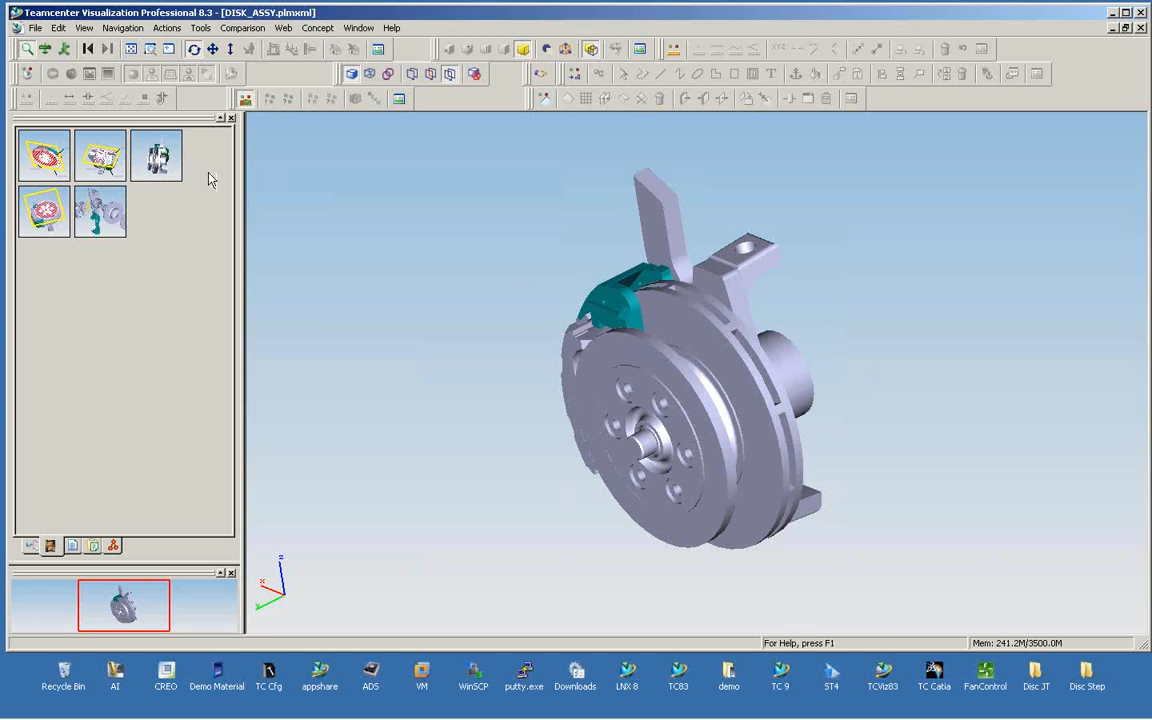 Teamcenter Visualization Professional 8.3 - [DISK_ASSY.plmxml]
File Edit View Navigation Actions Tools Comparison Web Concept Window Help
XYZ
T
z
x
y
For Help, press F1 Mem: 241.2M/3500.0M
Recycle Bin AI CREO Demo Material TC Cfg appshare ADS VM WinSCP putty.exe Downloads LNX 8 TC83 demo TC 9 ST4 TCViz83 TC Catia FanControl Disc JT Disc Step